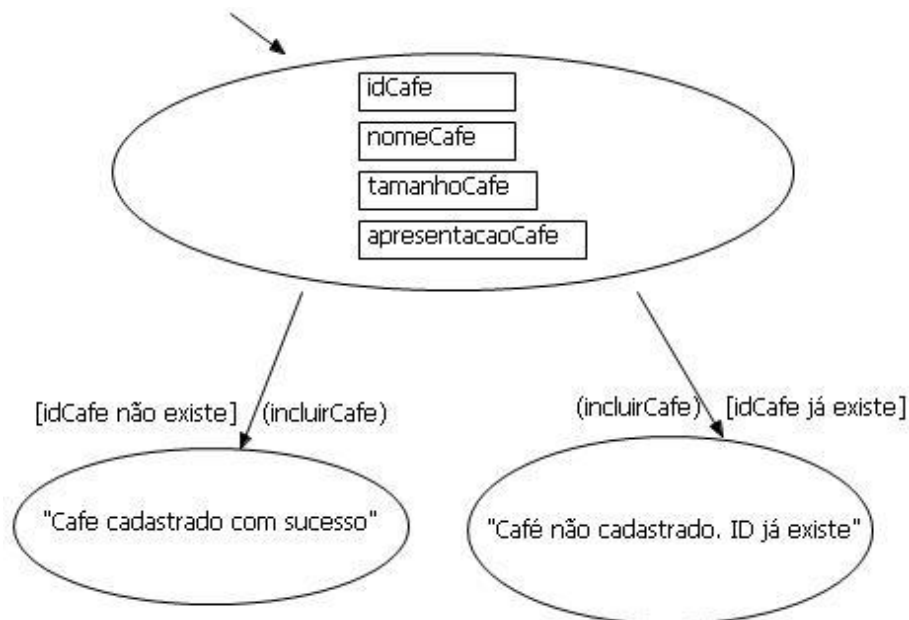 idCafe
nomeCafe
tamanhoCafe
apresentacaoCafe
[idCafe não existe] (incluirCafe)
(incluirCafe) [idCafe já existe]
"Cafe cadastrado com sucesso"
"Café não cadastrado. ID já existe"